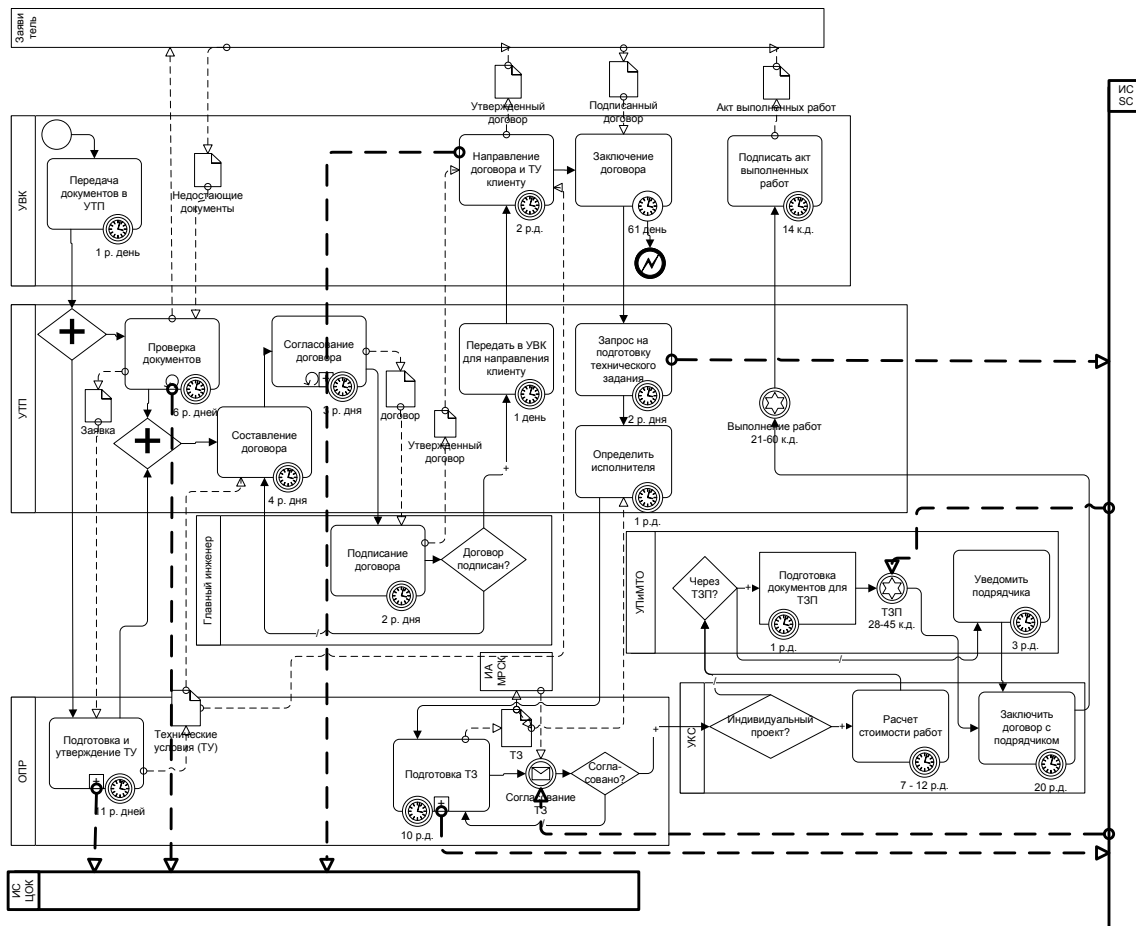 Заяви
тель
ИС
SC
Утвержденный
договор
Подписанный
договор
Акт выполненных работ
УВК
Передача
документов в
УТП
1 р. день
Недостающие
документы
Направление
договора и ТУ
клиенту
2 р.д.
Заключение
договора
61 день
Подписать акт
выполненных
работ
14 к.д.
УТП
Проверка
документов
6 р. дней
Заявка
Согласование
договора
3 р. дня
договор
Составление
договора
4 р. дня
Передать в УВК
для направления
клиенту
1 день
Утвержденный
договор
+
Запрос на
подготовку
технического
задания
2 р. дня
Определить
исполнителя
1 р.д.
Выполнение работ
21-60 к.д.
Главный инженер
Подписание
договора
2 р. дня
Договор
подписан?
/
УПиМТО
Через
ТЗП?
+
Подготовка
документов для
ТЗП
1 р.д.
ТЗП
28-45 к.д.
Уведомить
подрядчика
3 р.д.
/
ИА
МРСК
ОПР
Подготовка и
утверждение ТУ
11 р. дней
Технические
условия (ТУ)
Подготовка ТЗ
10 р.д.
ТЗ
Согласование
ТЗ
Согла-
совано?
+
/
УКС
/
Индивидуальный
проект?
+
Расчет
стоимости работ
7 - 12 р.д.
Заключить
договор с
подрядчиком
20 р.д.
ИС
ЦОК